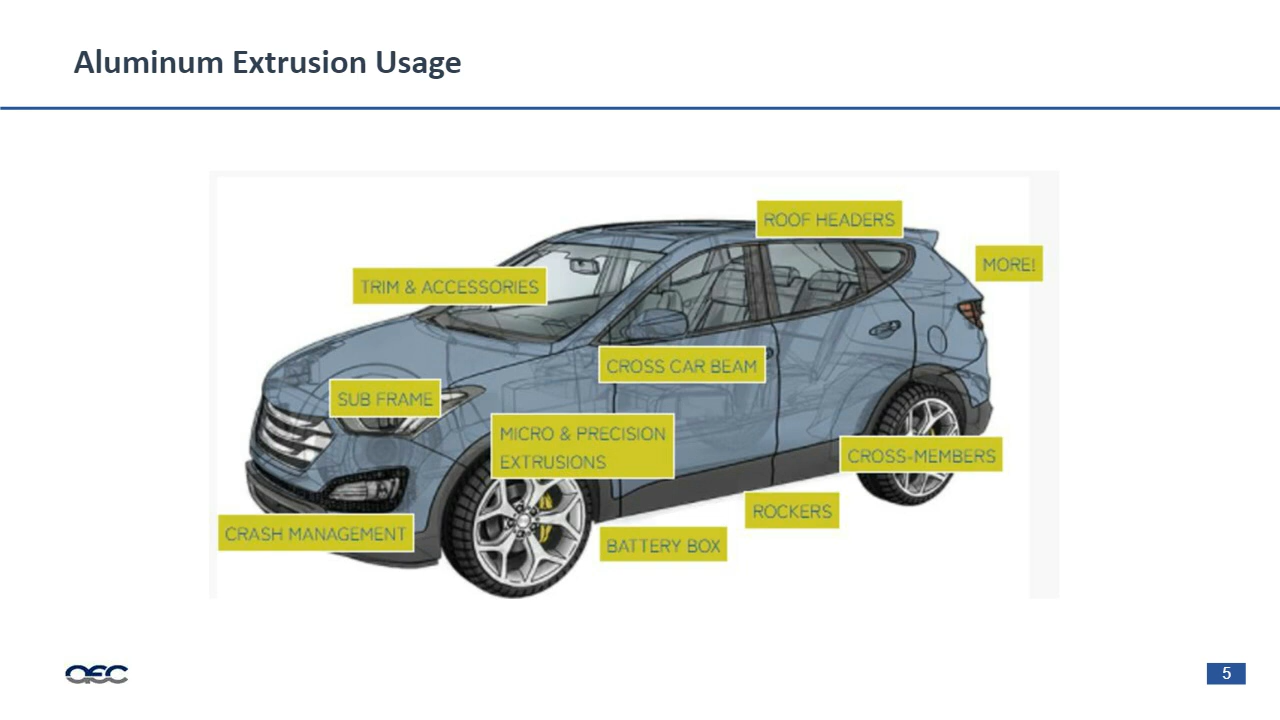 Aluminum Extrusion Usage
ROOF HEADERS
MORE!
TRIM & ACCESSORIES
CROSS CAR BEAM
SUB FRAME
MICRO & PRECISION
EXTRUSIONS
CROSS-MEMBERS
ROCKERS
CRASH MANAGEMENT
BATTERY BOX
aec
5